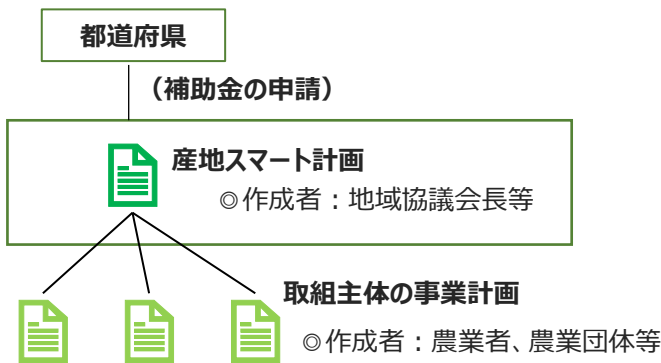 都道府県
（補助金の申請）
産地スマート計画
◎作成者：地域協議会長等
取組主体の事業計画
◎作成者：農業者、農業団体等